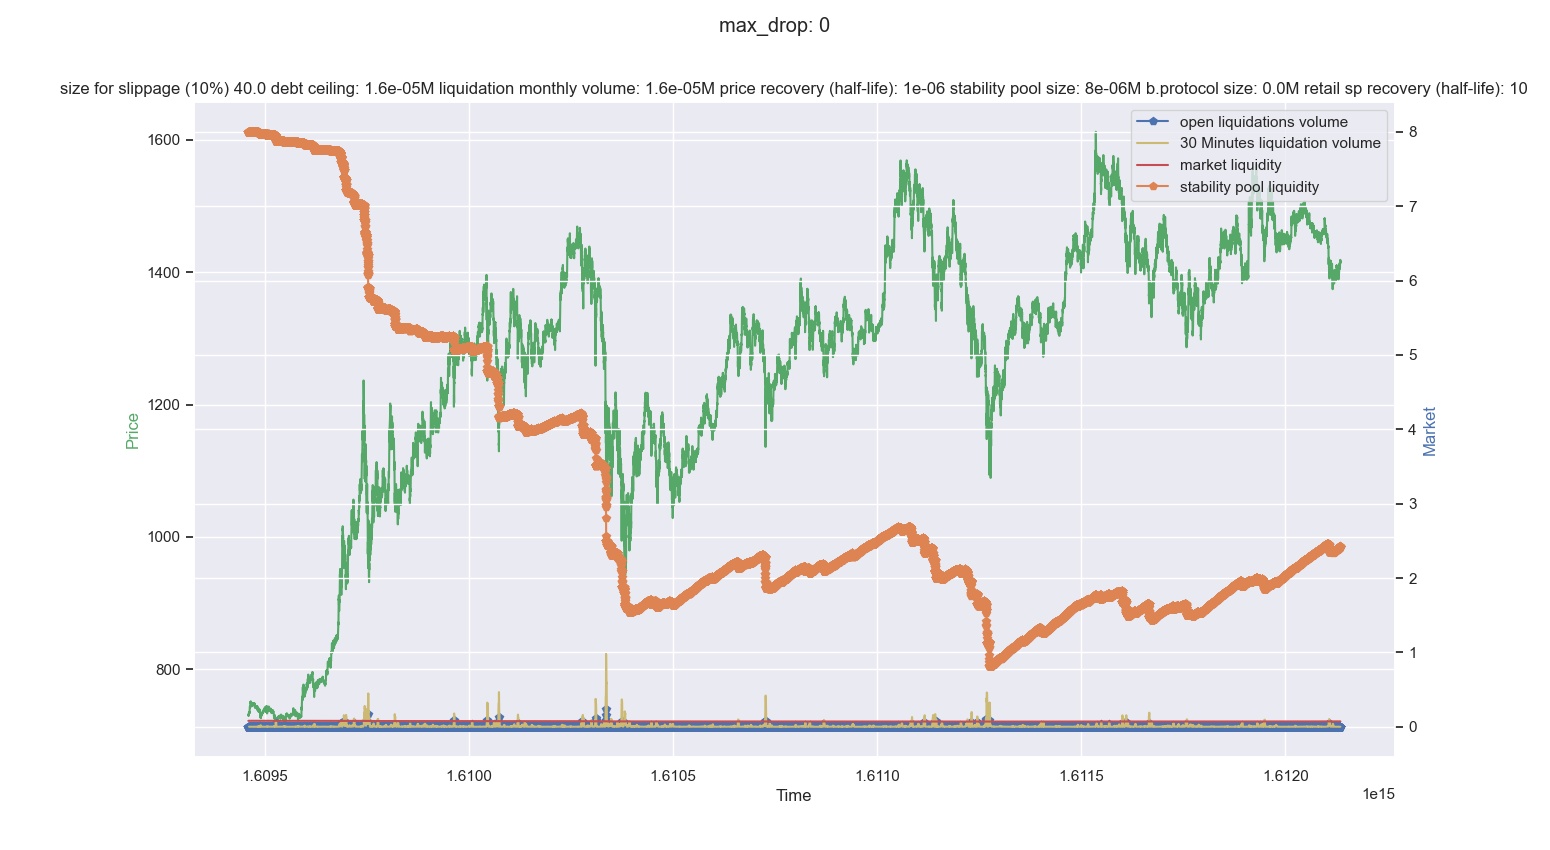 max_drop: 0
size for slippage (10%) 40.0 debt ceiling: 1.6e-05M liquidation monthly volume: 1.6e-05M price recovery (half-life): 1e-06 stability pool size: 8e-06M b.protocol size: 0.0M retail sp recovery (half-life): 10
open liquidations volume
30 Minutes liquidation volume
market liquidity
stability pool liquidity
1600
1400
1200
1000
800
Price
8
7
6
5
4
3
2
1
0
Market
1.6095
1.6100
1.6105
1.6110
1.6115
1.6120
1e15
Time